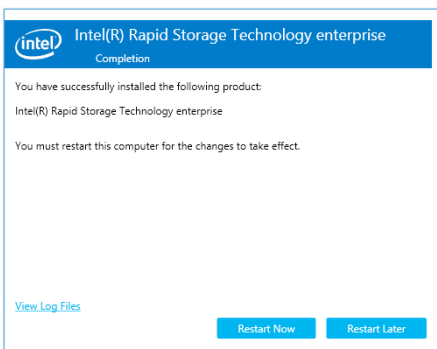 intel
Intel(R) Rapid Storage Technology enterprise
Completion
You have successfully installed the following product:
Intel(R) Rapid Storage Technology enterprise
You must restart this computer for the changes to take effect.
View Log Files
Restart Now Restart Later